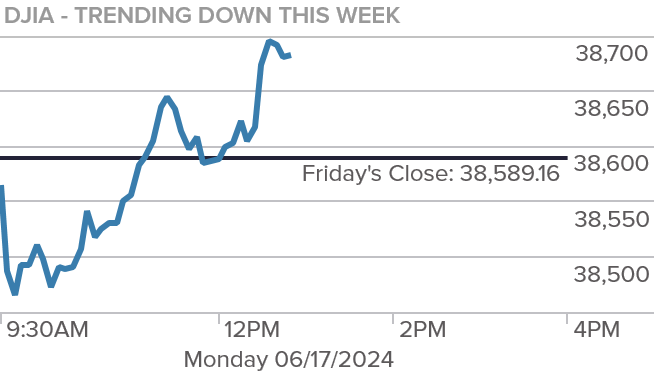 DJIA - TRENDING DOWN THIS WEEK
38,700
38,650
38,600
Friday's Close: 38,589.16
38,550
38,500
9:30AM 12PM 2PM 4PM
Monday 06/17/2024